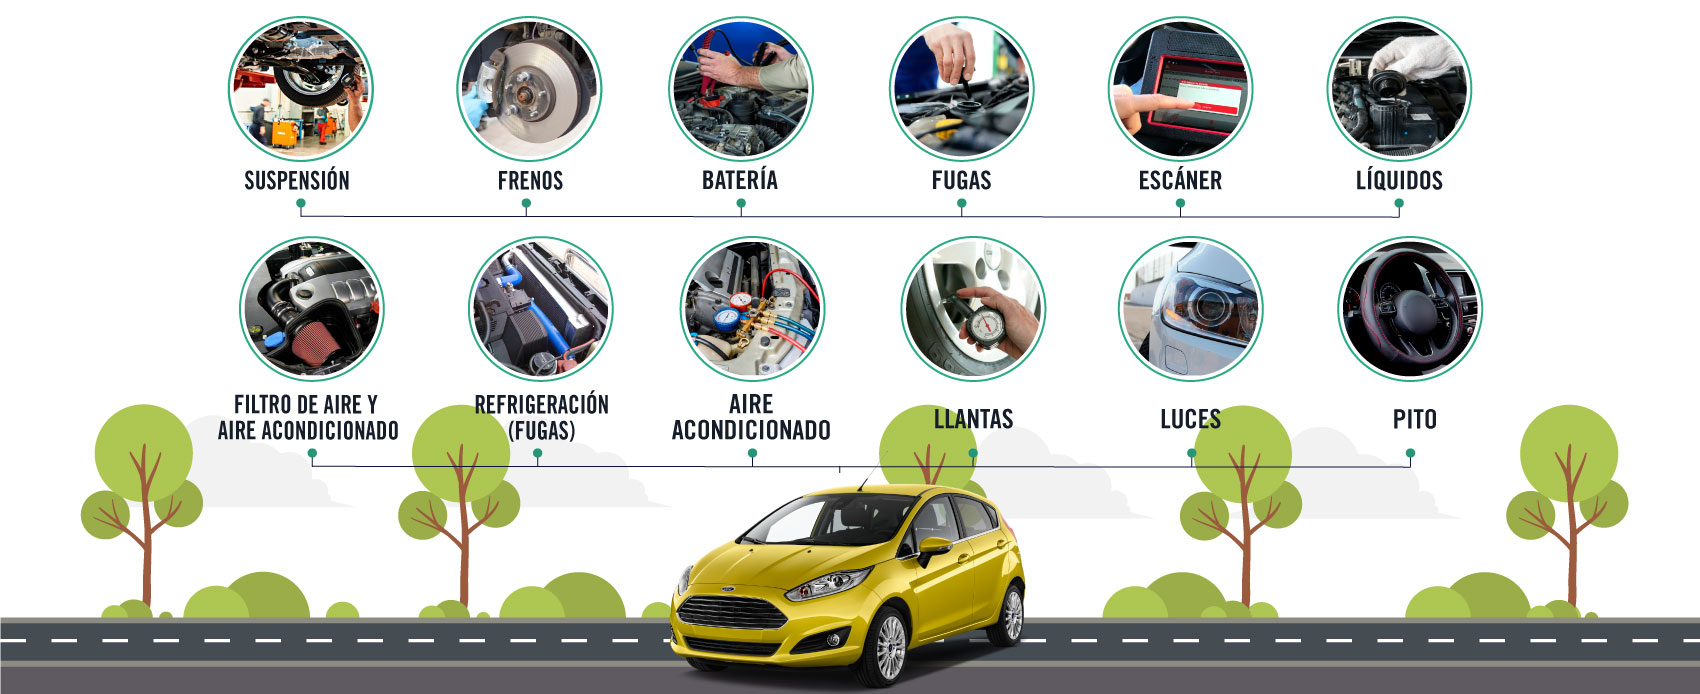 SUSPENSIÓN
FRENOS
BATERÍA
FUGAS
ESCÁNER
LÍQUIDOS
FILTRO DE AIRE Y
AIRE ACONDICIONADO
REFRIGERACIÓN
(FUGAS)
AIRE
ACONDICIONADO
LLANTAS
LUCES
PITO